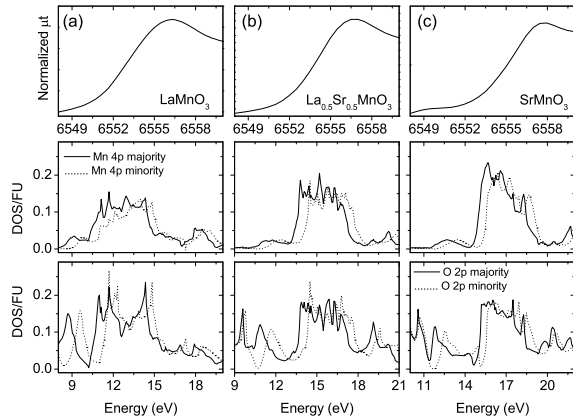 (a) (b) (c)
Normalized μt
LaMnO3 La0.5Sr0.5MnO3 SrMnO3
6549 6552 6555 6558 6549 6552 6555 6558 6549 6552 6555 6558
Mn 4p majority
Mn 4p minority
DOS/FU
0.2
0.1
0.0
O 2p majority
O 2p minority
DOS/FU
0.2
0.1
0.0
8 12 16 9 12 15 18 21 11 14 17 20
Energy (eV) Energy (eV) Energy (eV)